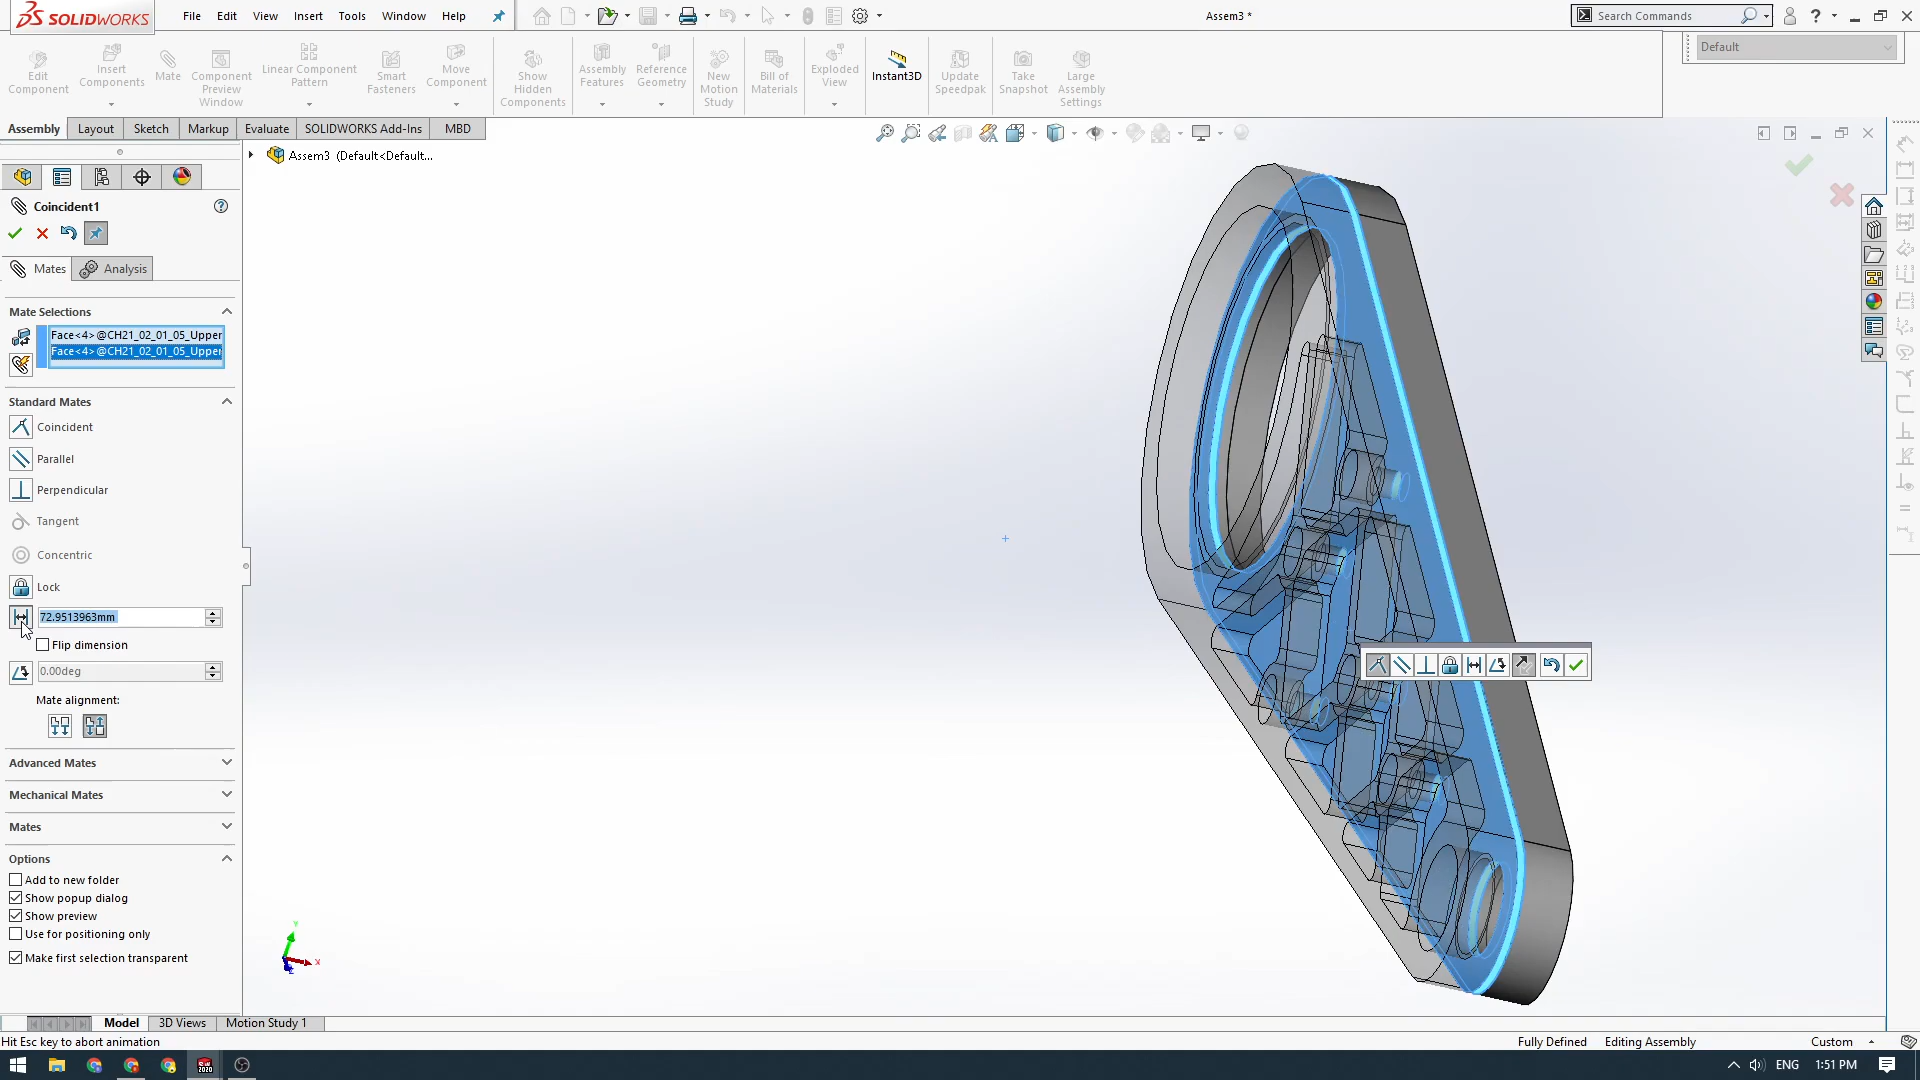 SOLIDWORKS
File Edit View Insert Tools Window Help
Assem3 *
Search Commands
Default
Edit Component
Insert Components
Mate
Component Preview Window
Linear Component Pattern
Smart Fasteners
Move Component
Show Hidden Components
Assembly Features
Reference Geometry
New Motion Study
Bill of Materials
Exploded View
Instant3D
Update Speedpak
Take Snapshot
Large Assembly Settings
Assembly Layout Sketch Markup Evaluate SOLIDWORKS Add-Ins MBD
Assem3 (Default<Default...
Coincident1
Mates Analysis
Mate Selections
Face<4>@CH21_02_01_05_Upper
Face<4>@CH21_02_01_05_Upper
Standard Mates
Coincident
Parallel
Perpendicular
Tangent
Concentric
Lock
72.9513963mm
Flip dimension
0.00deg
Mate alignment:
Advanced Mates
Mechanical Mates
Mates
Options
Add to new folder
Show popup dialog
Show preview
Use for positioning only
Make first selection transparent
Y
X
Z
Model 3D Views Motion Study 1
Hit Esc key to abort animation
Fully Defined Editing Assembly Custom
ENG 1:51 PM